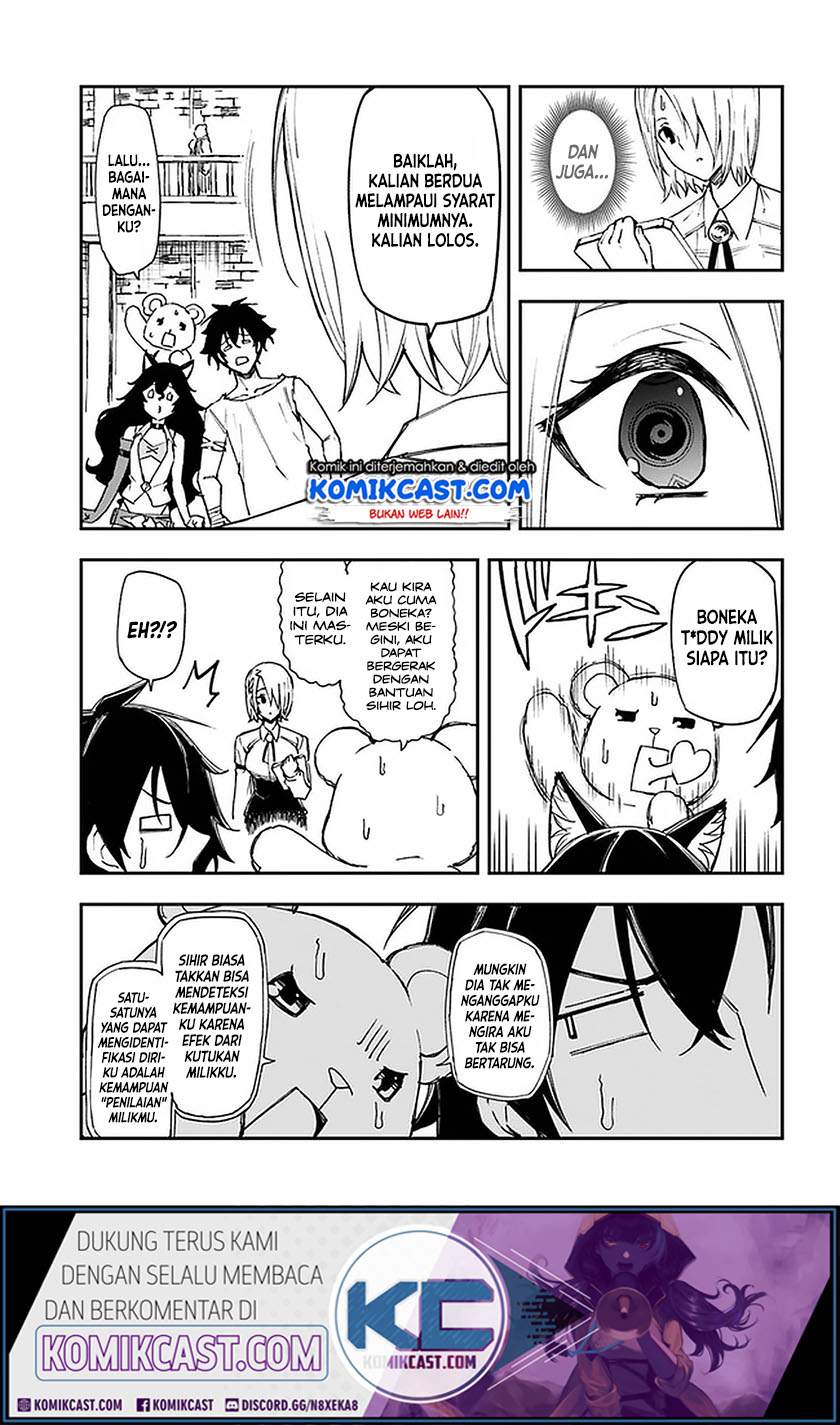 DAN
JUGA...
BAIKLAH,
KALIAN BERDUA
MELAMPAUI SYARAT
MINIMUMNYA.
KALIAN LOLOS.
LALU...
BAGAI-
MANA
DENGAN-
KU?
Komik ini diterjemahkan & diedit oleh
KOMIKCAST.COM
BUKAN WEB LAIN!!
BONEKA
T*DDY MILIK
SIAPA ITU?
ドキン
KAU KIRA
AKU CUMA
BONEKA?
MESKI BE-
GINI, AKU
DAPAT
BERGERAK
DENGAN
BANTUAN
SIHIR LOH.
SELAIN
ITU, DIA
INI MAS-
TERKU.
EH?!?
MUNGKIN
DIA TAK ME-
NGANGGAPKU
KARENA ME-
NGIRA AKU
TAK BISA
BERTARUNG.
SIHIR BIASA
TAKKAN BISA
MENDETEKSI
KEMAMPUAN-
KU KARENA
EFEK DARI
KUTUKAN
MILIKKU.
SATU-
SATUNYA
YANG DAPAT
MENGIDENTI-
FIKASI DIRI-
KU ADALAH
KEMAMPUAN
"PENILAIAN"
MILIKMU.
DUKUNG TERUS KAMI
DENGAN SELALU MEMBACA
DAN BERKOMENTAR DI
KOMIKCAST.COM
KC
KOMIKCAST.COM
KOMIKCAST.COM KOMIKCAST DISCORD.GG/N8XEKA8